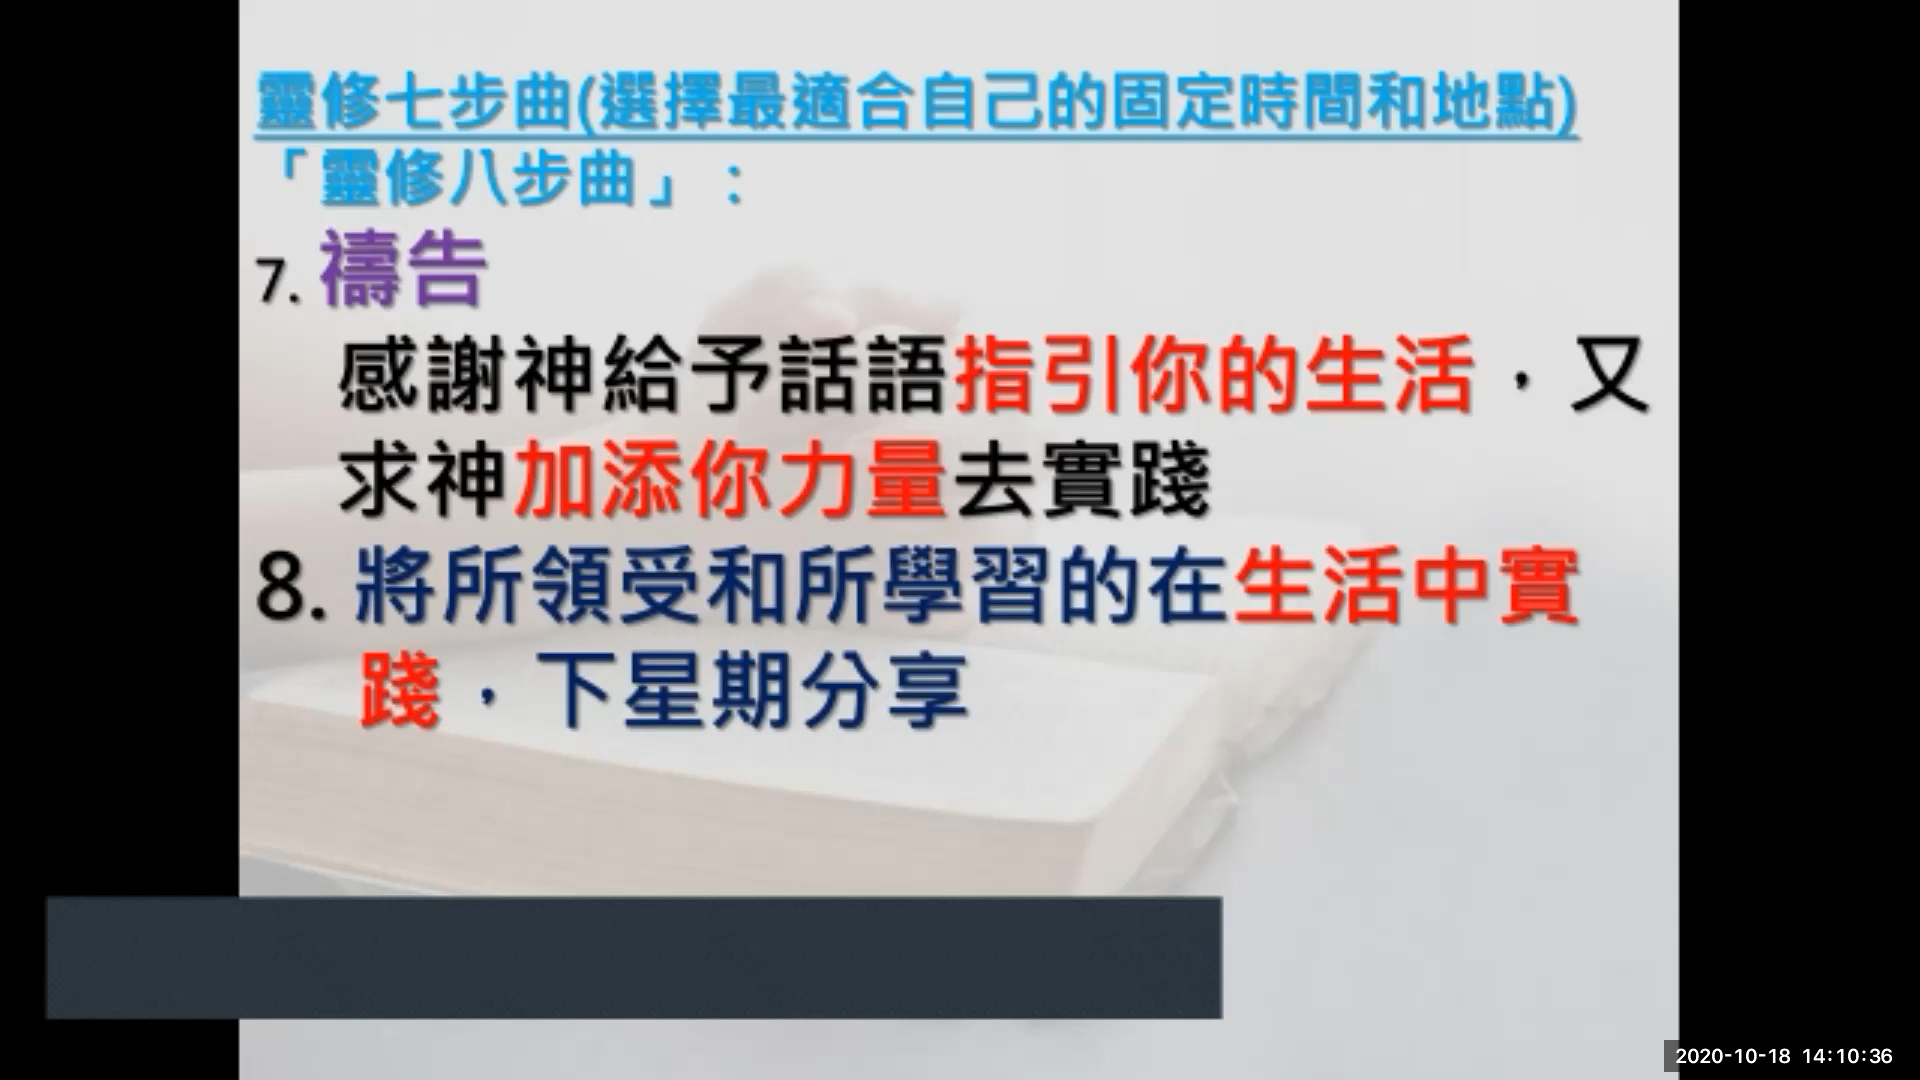 靈修七步曲(選擇最適合自己的固定時間和地點)
「靈修八步曲」：
7. 禱告
感謝神給予話語指引你的生活，又
求神加添你力量去實踐
8. 將所領受和所學習的在生活中實
踐，下星期分享
2020-10-18 14:10:36